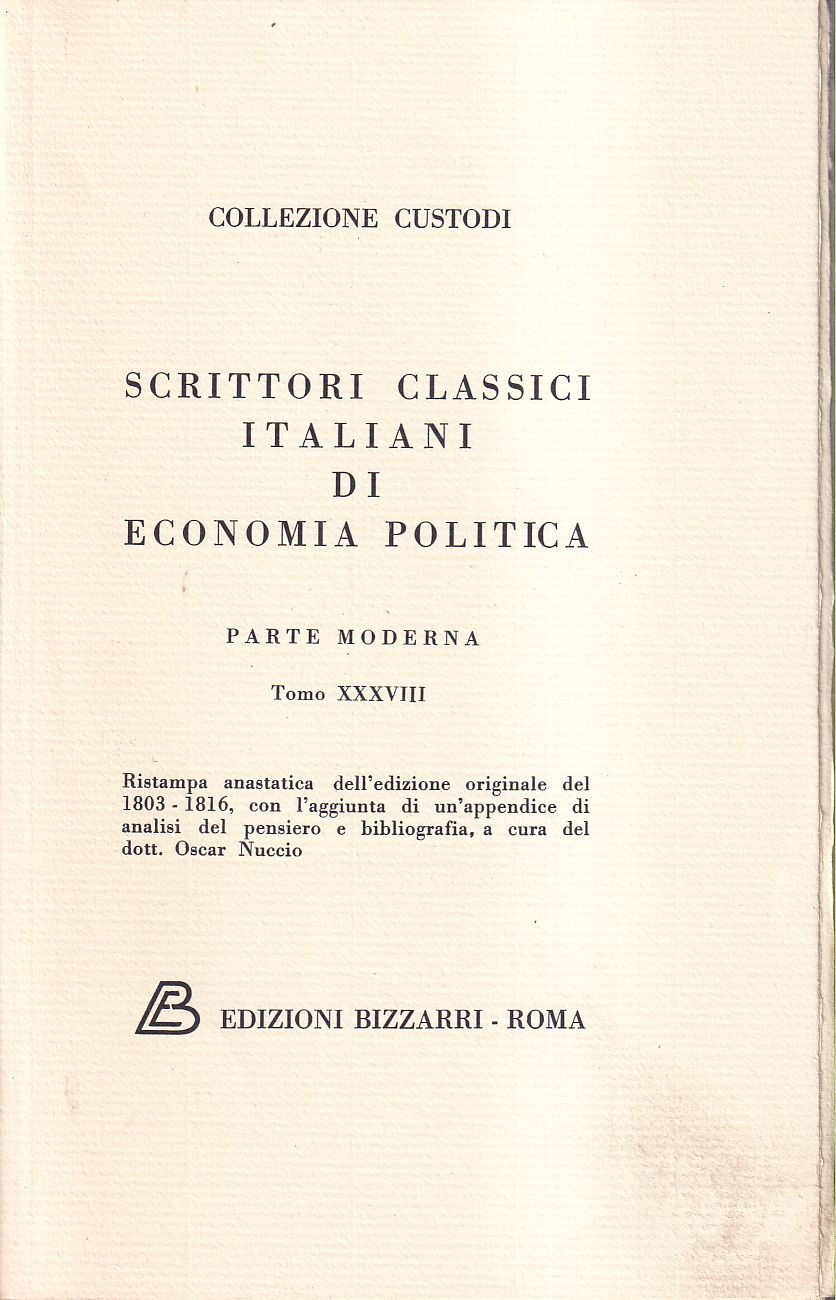 COLLEZIONE CUSTODI
SCRITTORI CLASSICI
ITALIANI
DI
ECONOMIA POLITICA
PARTE MODERNA
Tomo XXXVIII
Ristampa anastatica dell'edizione originale del
1803 - 1816, con l'aggiunta di un'appendice di
analisi del pensiero e bibliografia, a cura del
dott. Oscar Nuccio
EB EDIZIONI BIZZARRI - ROMA